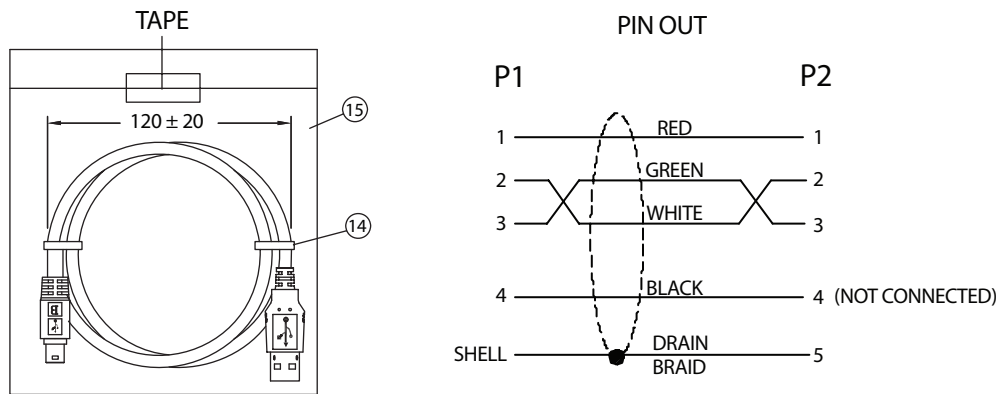 TAPE
15
120 ± 20
14
PIN OUT
P1 P2
1 RED 1
2 GREEN 2
3 WHITE 3
4 BLACK 4 (NOT CONNECTED)
SHELL DRAIN 5
BRAID